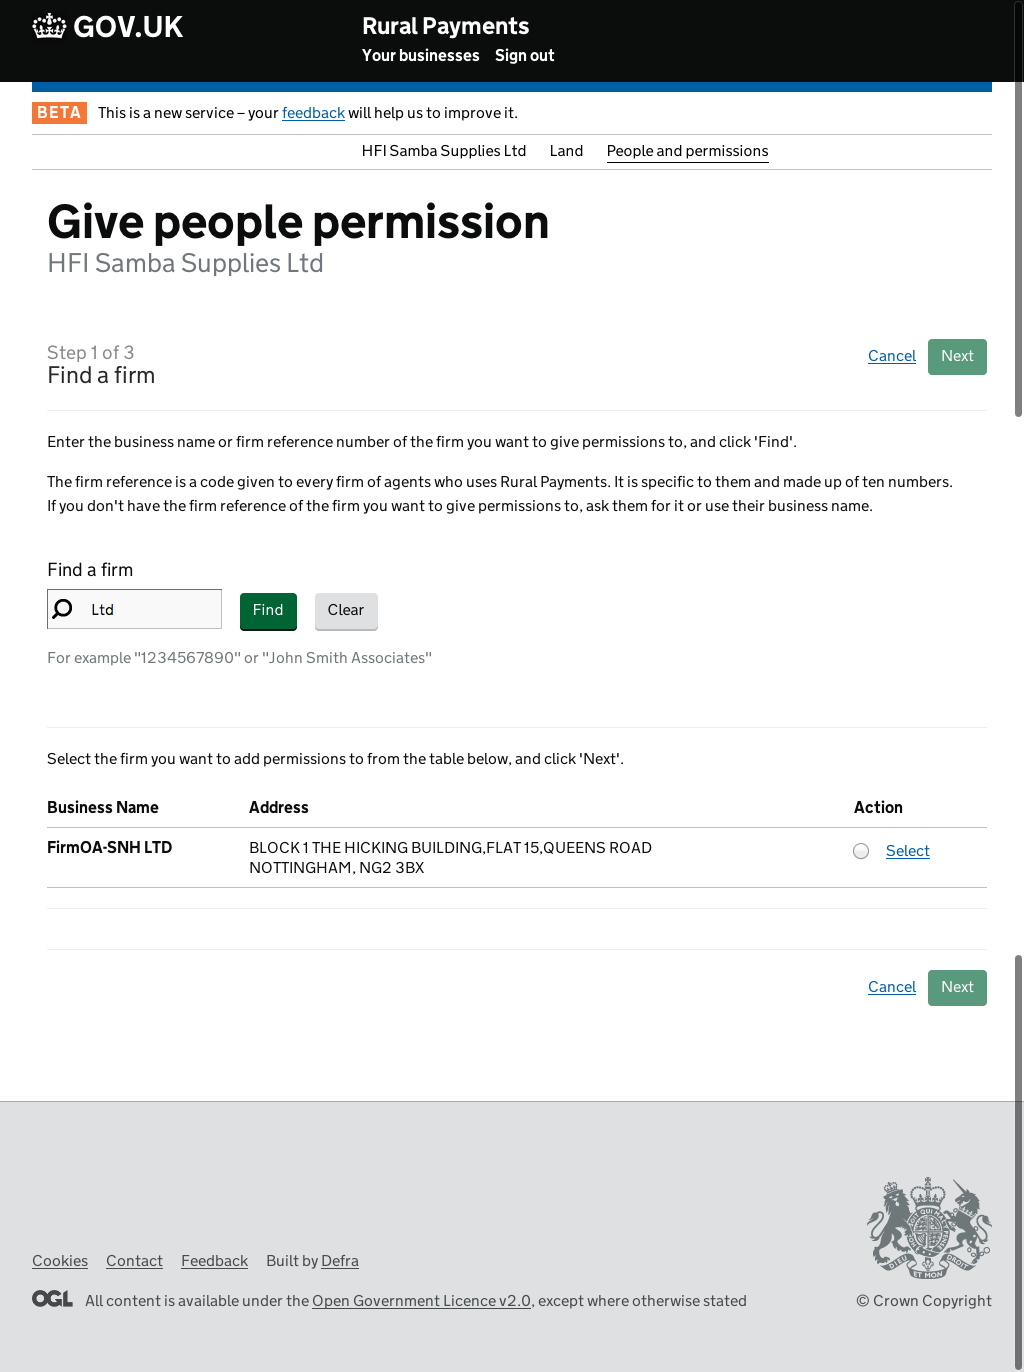 GOV.UK
Rural Payments
Your businesses Sign out
BETA This is a new service – your feedback will help us to improve it.
HFI Samba Supplies Ltd Land People and permissions
Give people permission
HFI Samba Supplies Ltd
Step 1 of 3
Find a firm
Cancel Next
Enter the business name or firm reference number of the firm you want to give permissions to, and click 'Find'.
The firm reference is a code given to every firm of agents who uses Rural Payments. It is specific to them and made up of ten numbers.
If you don't have the firm reference of the firm you want to give permissions to, ask them for it or use their business name.
Find a firm
Ltd Find Clear
For example "1234567890" or "John Smith Associates"
Select the firm you want to add permissions to from the table below, and click 'Next'.
Business Name Address Action
FirmOA-SNH LTD BLOCK 1 THE HICKING BUILDING,FLAT 15,QUEENS ROAD Select
NOTTINGHAM, NG2 3BX
Cancel Next
Cookies Contact Feedback Built by Defra
OGL All content is available under the Open Government Licence v2.0, except where otherwise stated
© Crown Copyright